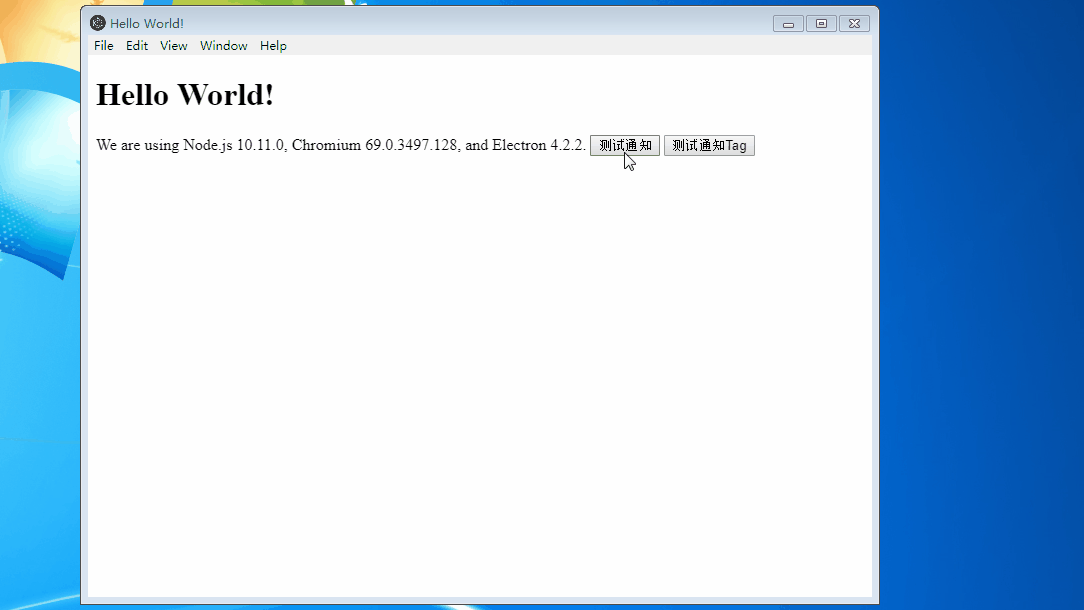 Hello World!
File Edit View Window Help
Hello World!
We are using Node.js 10.11.0, Chromium 69.0.3497.128, and Electron 4.2.2. 测试通知 测试通知Tag